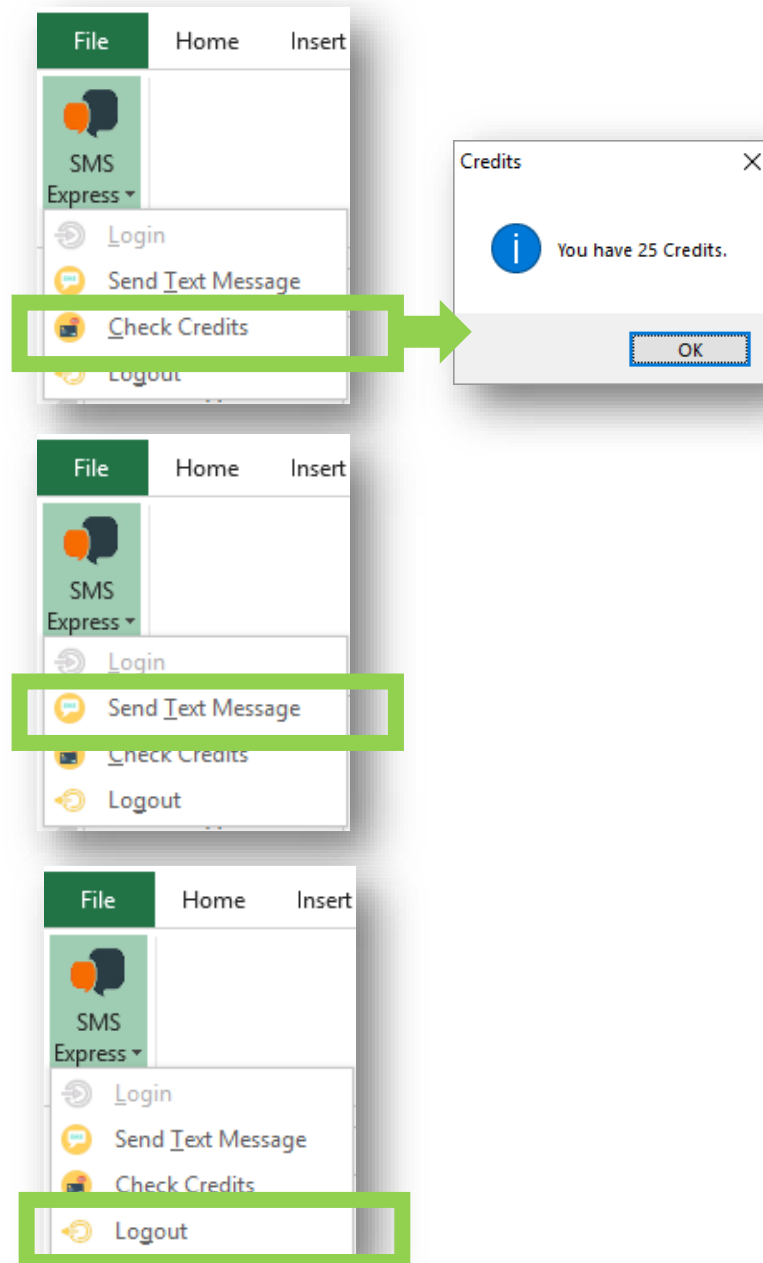 File Home Insert
SMS
Express
Login
Send Text Message
Check Credits
Logout
Credits
You have 25 Credits.
OK
File Home Insert
SMS
Express
Login
Send Text Message
Check Credits
Logout
File Home Insert
SMS
Express
Login
Send Text Message
Check Credits
Logout